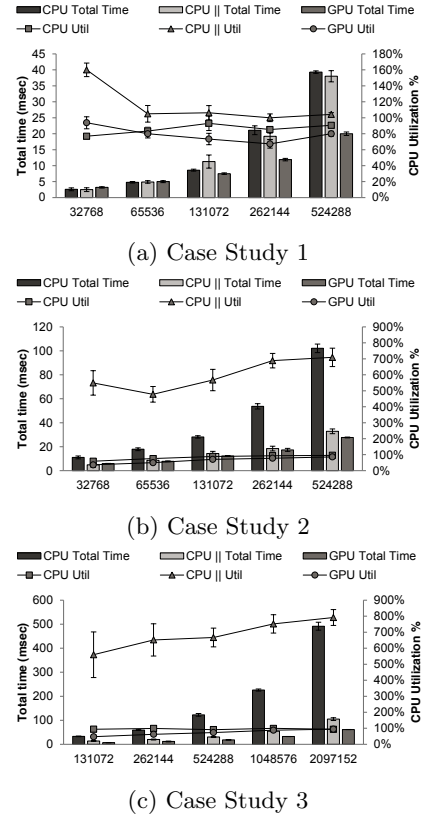 CPU Total Time CPU || Total Time GPU Total Time
CPU Util CPU || Util GPU Util
45 180%
40 160%
35 140%
30 120%
25 100%
20 80%
15 60%
10 40%
5 20%
0 0%
Total time (msec)
CPU Utilization %
32768 65536 131072 262144 524288
(a) Case Study 1
CPU Total Time CPU || Total Time GPU Total Time
CPU Util CPU || Util GPU Util
120 900%
800%
100 700%
80 600%
500%
60 400%
40 300%
20 200%
100%
0 0%
Total time (msec)
CPU Utilization %
32768 65536 131072 262144 524288
(b) Case Study 2
CPU Total Time CPU || Total Time GPU Total Time
CPU Util CPU || Util GPU Util
600 900%
800%
500 700%
400 600%
500%
300 400%
200 300%
100 200%
100%
0 0%
Total time (msec)
CPU Utilization %
131072 262144 524288 1048576 2097152
(c) Case Study 3